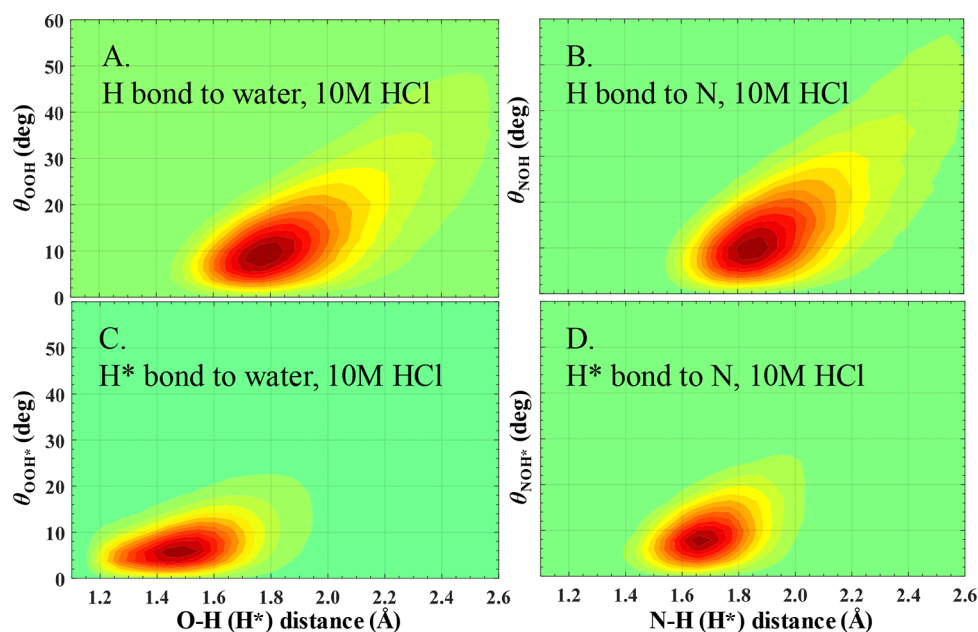 A.
H bond to water, 10M HCl
B.
H bond to N, 10M HCl
60
50
40
30
20
10
0
θOOH (deg)
θNOH (deg)
C.
H* bond to water, 10M HCl
D.
H* bond to N, 10M HCl
50
40
30
20
10
0
θOOH* (deg)
θNOH* (deg)
1.2 1.4 1.6 1.8 2.0 2.2 2.4 2.6
O-H (H*) distance (Å)
1.2 1.4 1.6 1.8 2.0 2.2 2.4 2.6
N-H (H*) distance (Å)